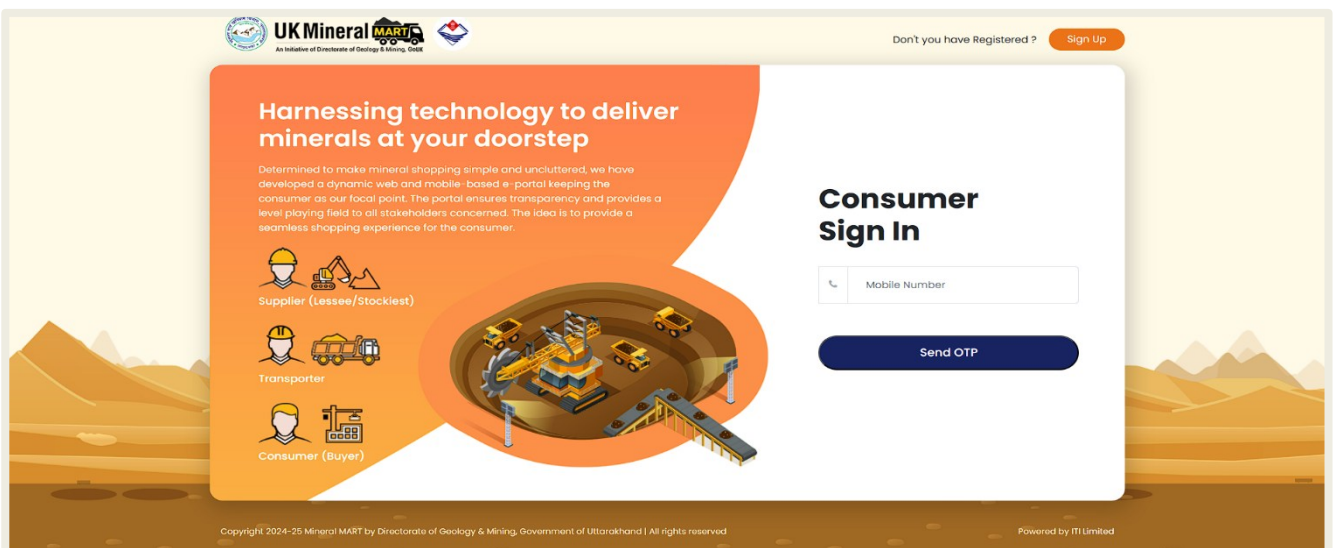 UK Mineral MART
An Initiative of Directorate of Geology & Mining, GoUK
Don't you have Registered ?
Sign Up
Harnessing technology to deliver
minerals at your doorstep
Determined to make mineral shopping simple and uncluttered, we have
developed a dynamic web and mobile-based e-portal keeping the
consumer as our focal point. The portal ensures transparency and provides a
level playing field to all stakeholders concerned. The idea is to provide a
seamless shopping experience for the consumer.
Supplier (Lessee/Stockiest)
Transporter
Consumer (Buyer)
Consumer
Sign In
Mobile Number
Send OTP
Copyright 2024-25 Mineral MART by Directorate of Geology & Mining, Government of Uttarakhand | All rights reserved
Powered by ITI Limited